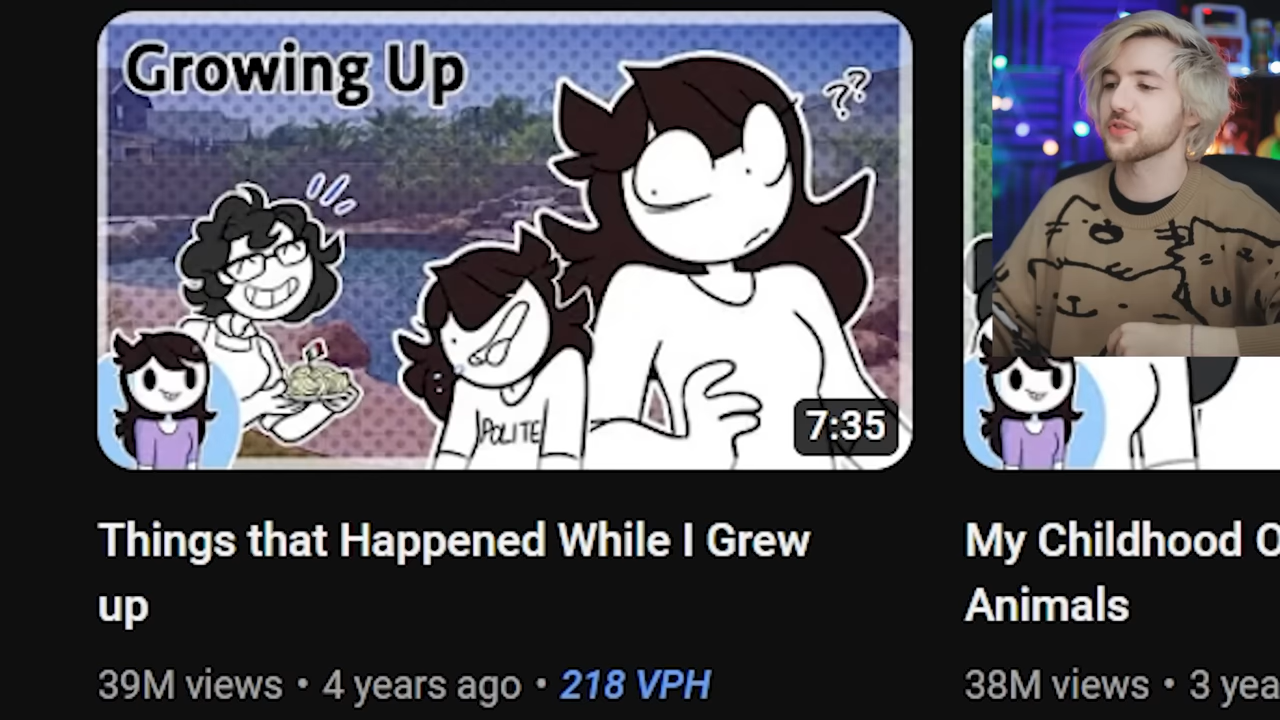 Growing Up
??
POLITE
7:35
Things that Happened While I Grew
up
39M views • 4 years ago • 218 VPH
My Childhood
Animals
38M views • 3